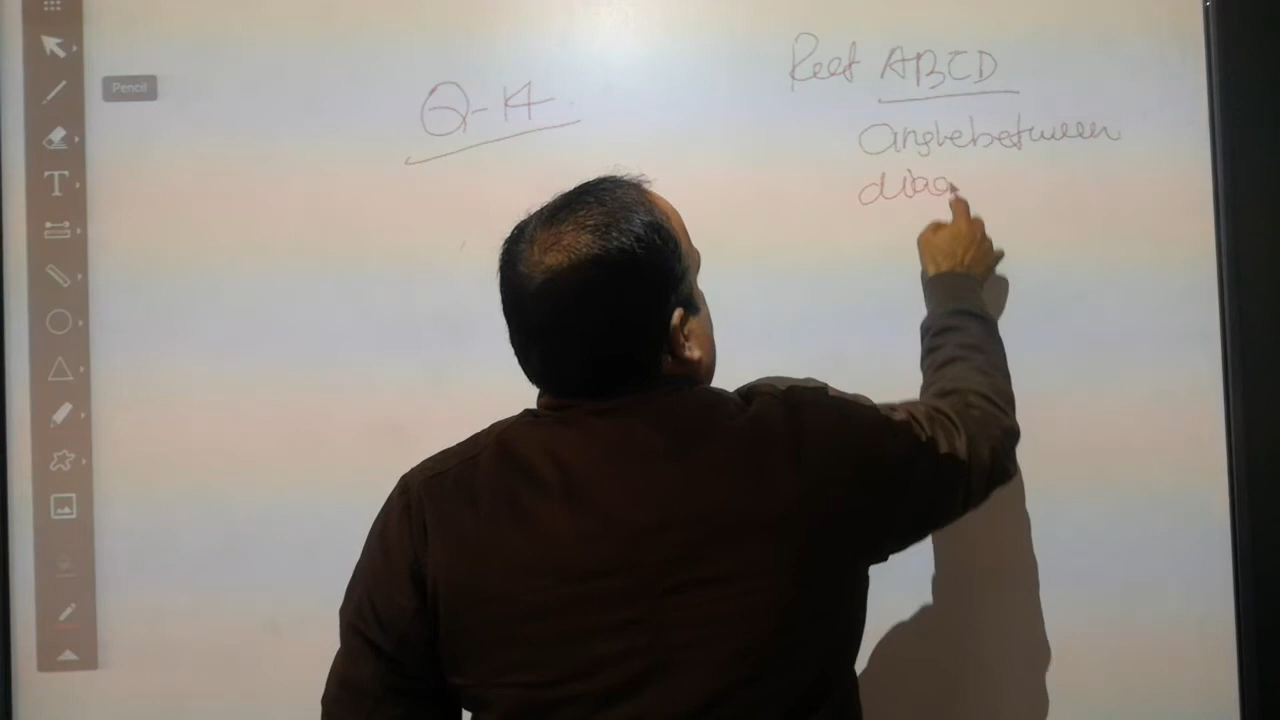 Pencil
T
Q-14
Rect ABCD
angle between
diag